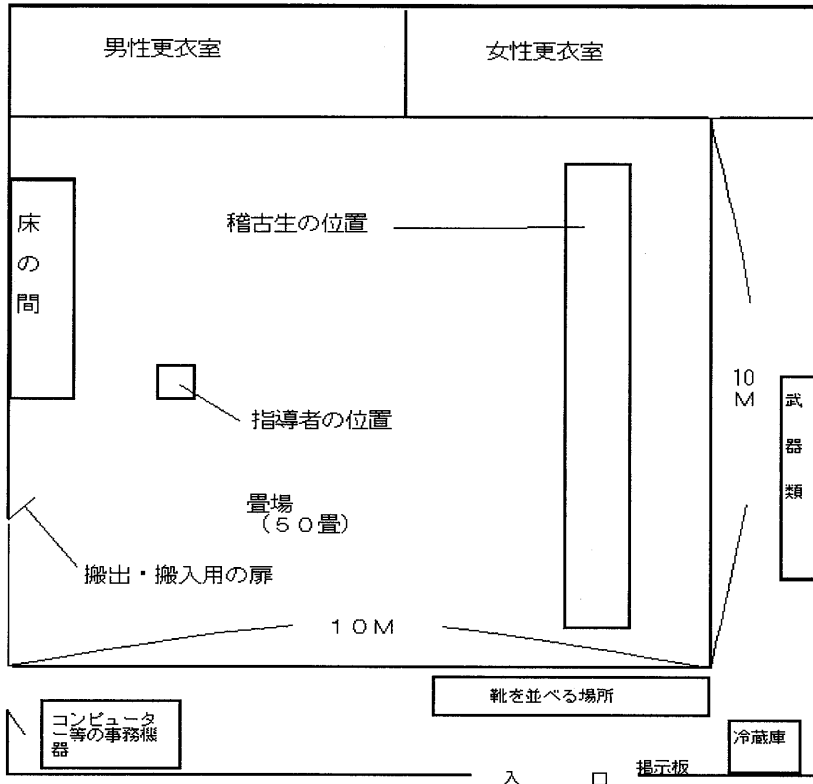 男性更衣室
女性更衣室
床の間
稽古生の位置
10
M
武器類
指導者の位置
畳場
（５０畳）
搬出・搬入用の扉
１０Ｍ
靴を並べる場所
コンピュータ
ー等の事務機
器
冷蔵庫
掲示板
入　口